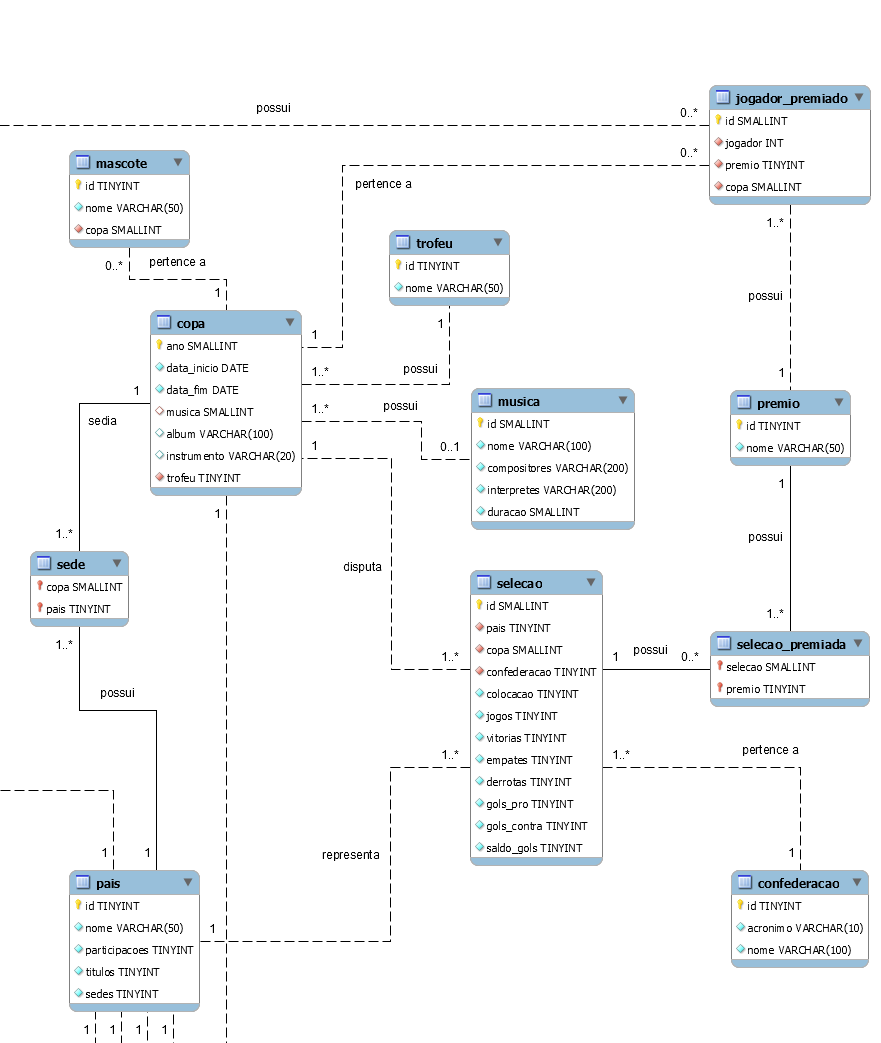 possui
0..*
jogador_premiado
id SMALLINT
jogador INT
premio TINYINT
copa SMALLINT
0..*
pertence a
mascote
id TINYINT
nome VARCHAR(50)
copa SMALLINT
0..*
pertence a
1
trofeu
id TINYINT
nome VARCHAR(50)
1
1..*
possui
1
copa
ano SMALLINT
data_inicio DATE
data_fim DATE
musica SMALLINT
album VARCHAR(100)
instrumento VARCHAR(20)
trofeu TINYINT
1
1..*
possui
1..*
possui
0..1
1
musica
id SMALLINT
nome VARCHAR(100)
compositores VARCHAR(200)
interpretes VARCHAR(200)
duracao SMALLINT
premio
id TINYINT
nome VARCHAR(50)
1
possui
1..*
1
sedia
1..*
1
disputa
1..*
sede
copa SMALLINT
pais TINYINT
1..*
possui
1
1
selecao
id SMALLINT
pais TINYINT
copa SMALLINT
confederacao TINYINT
colocacao TINYINT
jogos TINYINT
vitorias TINYINT
empates TINYINT
derrotas TINYINT
gols_pro TINYINT
gols_contra TINYINT
saldo_gols TINYINT
1
possui
0..*
selecao_premiada
selecao SMALLINT
premio TINYINT
1..*
1..*
pertence a
1
representa
1
pais
id TINYINT
nome VARCHAR(50)
participacoes TINYINT
titulos TINYINT
sedes TINYINT
1
1
1
1
confederacao
id TINYINT
acronimo VARCHAR(10)
nome VARCHAR(100)